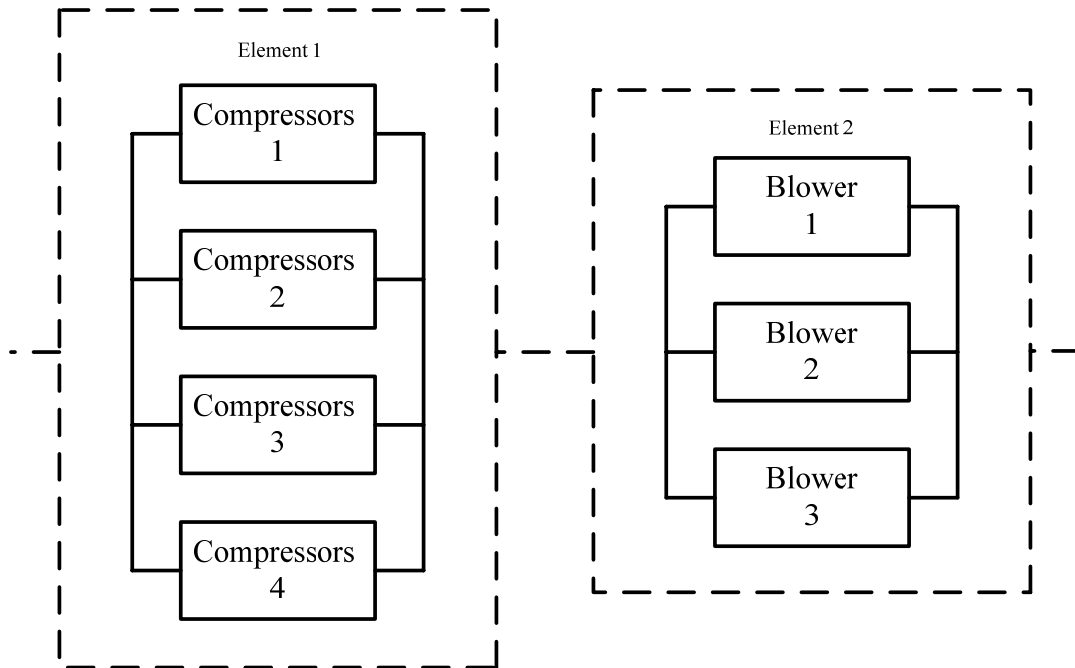 Element 1
Compressors
1
Compressors
2
Compressors
3
Compressors
4
Element 2
Blower
1
Blower
2
Blower
3